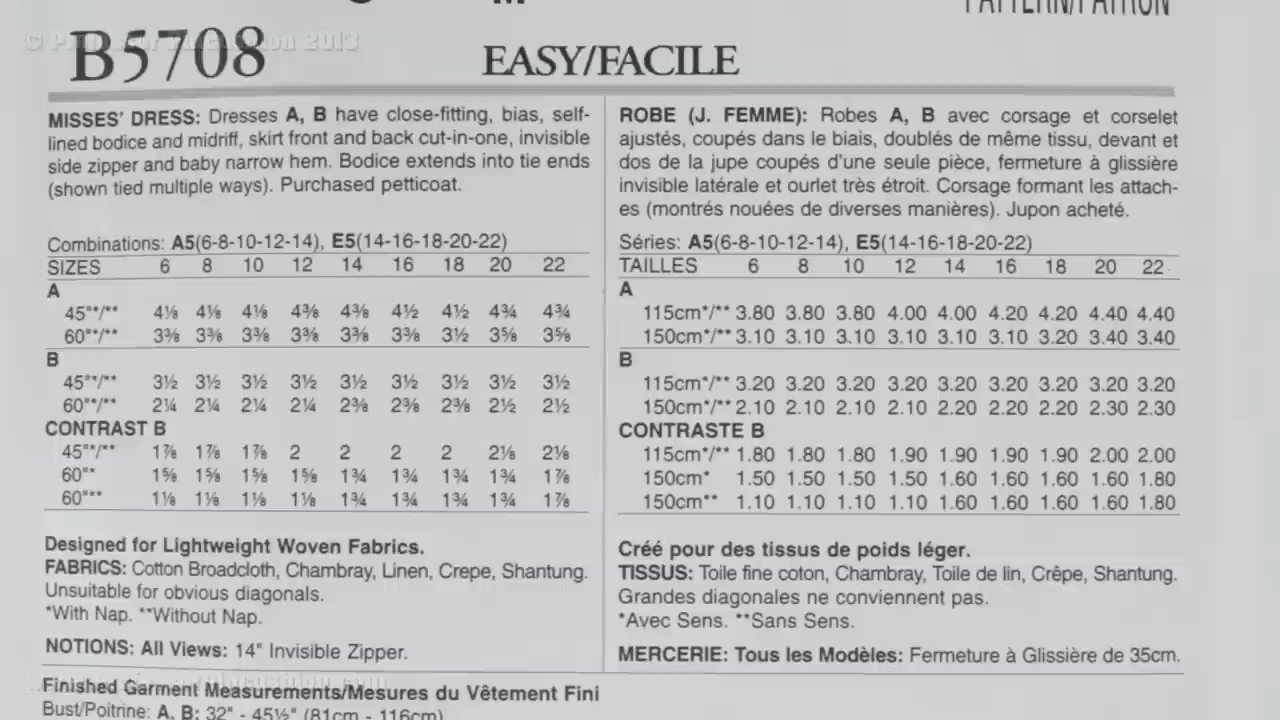 PATTERN/PATRON
B5708
EASY/FACILE
MISSES' DRESS: Dresses A, B have close-fitting, bias, self-
lined bodice and midriff, skirt front and back cut-in-one, invisible
side zipper and baby narrow hem. Bodice extends into tie ends
(shown tied multiple ways). Purchased petticoat.
Combinations: A5(6-8-10-12-14), E5(14-16-18-20-22)
SIZES 6 8 10 12 14 16 18 20 22
A
45"*/** 4⅛ 4⅛ 4⅛ 4⅜ 4⅜ 4½ 4½ 4¾ 4¾
60"*/** 3⅜ 3⅜ 3⅜ 3⅜ 3⅜ 3⅜ 3½ 3⅝ 3⅝
B
45"*/** 3½ 3½ 3½ 3½ 3½ 3½ 3½ 3½ 3½
60"*/** 2¼ 2¼ 2¼ 2¼ 2⅜ 2⅜ 2⅜ 2½ 2½
CONTRAST B
45"*/** 1⅞ 1⅞ 1⅞ 2 2 2 2 2⅛ 2⅛
60"* 1⅝ 1⅝ 1⅝ 1⅝ 1¾ 1¾ 1¾ 1¾ 1⅞
60"** 1⅛ 1⅛ 1⅛ 1⅛ 1¾ 1¾ 1¾ 1¾ 1⅞
Designed for Lightweight Woven Fabrics.
FABRICS: Cotton Broadcloth, Chambray, Linen, Crepe, Shantung.
Unsuitable for obvious diagonals.
*With Nap. **Without Nap.
NOTIONS: All Views: 14" Invisible Zipper.
ROBE (J. FEMME): Robes A, B avec corsage et corselet
ajustés, coupés dans le biais, doublés de même tissu, devant et
dos de la jupe coupés d'une seule pièce, fermeture à glissière
invisible latérale et ourlet très étroit. Corsage formant les attach-
es (montrés nouées de diverses manières). Jupon acheté.
Séries: A5(6-8-10-12-14), E5(14-16-18-20-22)
TAILLES 6 8 10 12 14 16 18 20 22
A
115cm*/** 3.80 3.80 3.80 4.00 4.00 4.20 4.20 4.40 4.40
150cm*/** 3.10 3.10 3.10 3.10 3.10 3.10 3.20 3.40 3.40
B
115cm*/** 3.20 3.20 3.20 3.20 3.20 3.20 3.20 3.20 3.20
150cm*/** 2.10 2.10 2.10 2.10 2.20 2.20 2.20 2.30 2.30
CONTRASTE B
115cm*/** 1.80 1.80 1.80 1.90 1.90 1.90 1.90 2.00 2.00
150cm* 1.50 1.50 1.50 1.50 1.60 1.60 1.60 1.60 1.80
150cm** 1.10 1.10 1.10 1.10 1.60 1.60 1.60 1.60 1.80
Créé pour des tissus de poids léger.
TISSUS: Toile fine coton, Chambray, Toile de lin, Crêpe, Shantung.
Grandes diagonales ne conviennent pas.
*Avec Sens. **Sans Sens.
MERCERIE: Tous les Modèles: Fermeture à Glissière de 35cm.
Finished Garment Measurements/Mesures du Vêtement Fini
Bust/Poitrine: A, B: 32" - 45½" (81cm - 116cm)